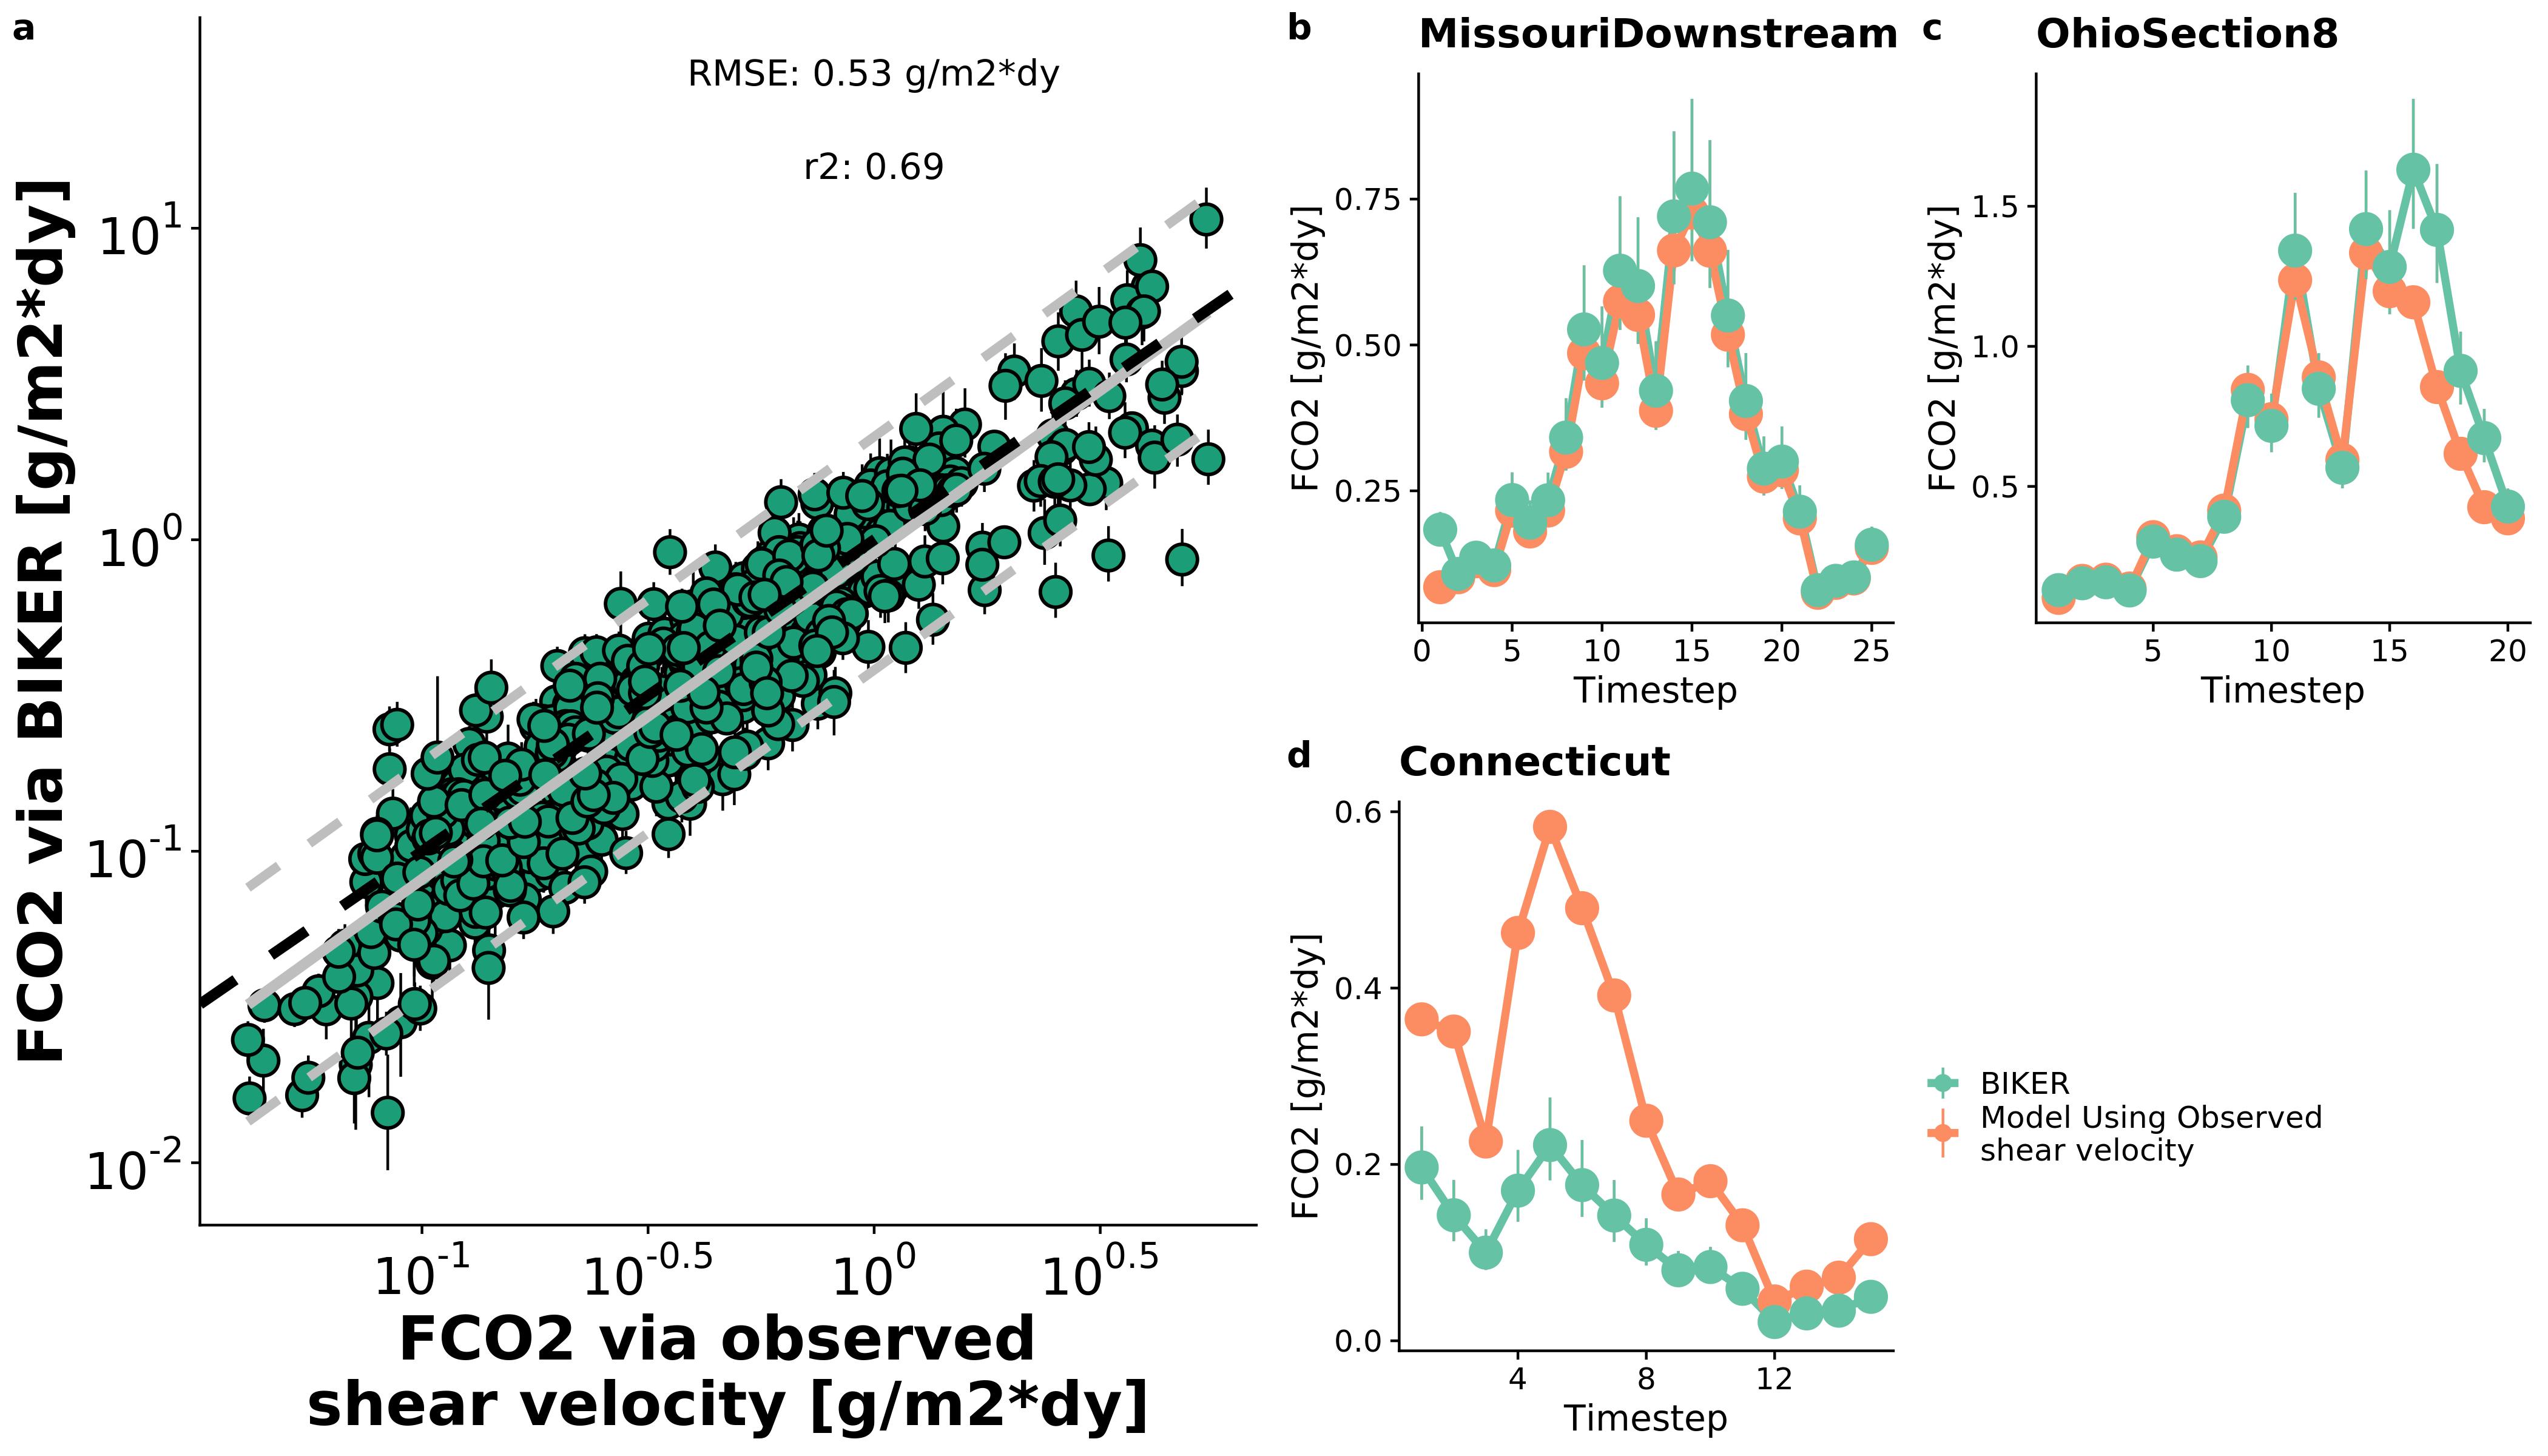 a
RMSE: 0.53 g/m2*dy
r2: 0.69
FCO2 via BIKER [g/m2*dy]
10^1
10^0
10^-1
10^-2
10^-1
10^-0.5
10^0
10^0.5
FCO2 via observed
shear velocity [g/m2*dy]
b
MissouriDownstream
FCO2 [g/m2*dy]
0.75
0.50
0.25
0
5
10
15
20
25
Timestep
c
OhioSection8
FCO2 [g/m2*dy]
1.5
1.0
0.5
5
10
15
20
Timestep
d
Connecticut
FCO2 [g/m2*dy]
0.6
0.4
0.2
0.0
4
8
12
Timestep
BIKER
Model Using Observed
shear velocity